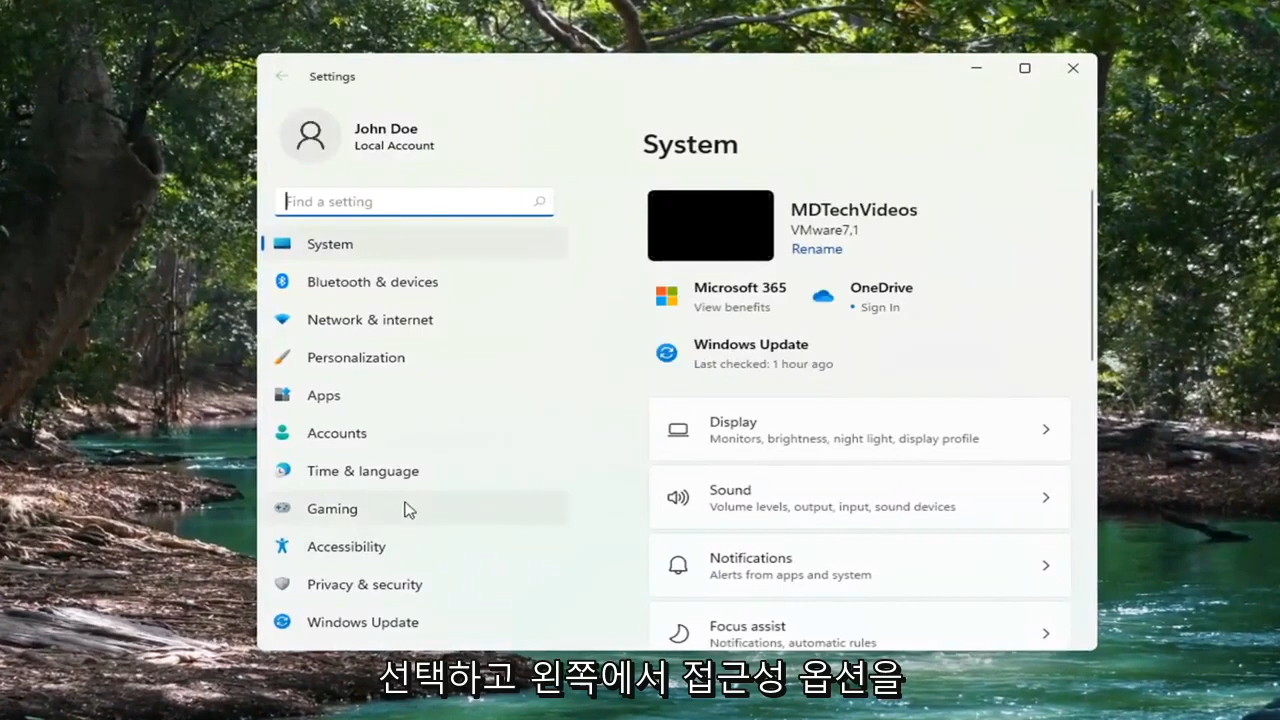 Settings
John Doe
Local Account
Find a setting
System
Bluetooth & devices
Network & internet
Personalization
Apps
Accounts
Time & language
Gaming
Accessibility
Privacy & security
Windows Update
System
MDTechVideos
VMware7,1
Rename
Microsoft 365
View benefits
OneDrive
• Sign In
Windows Update
Last checked: 1 hour ago
Display
Monitors, brightness, night light, display profile
Sound
Volume levels, output, input, sound devices
Notifications
Alerts from apps and system
Focus assist
Notifications, automatic rules
선택하고 왼쪽에서 접근성 옵션을